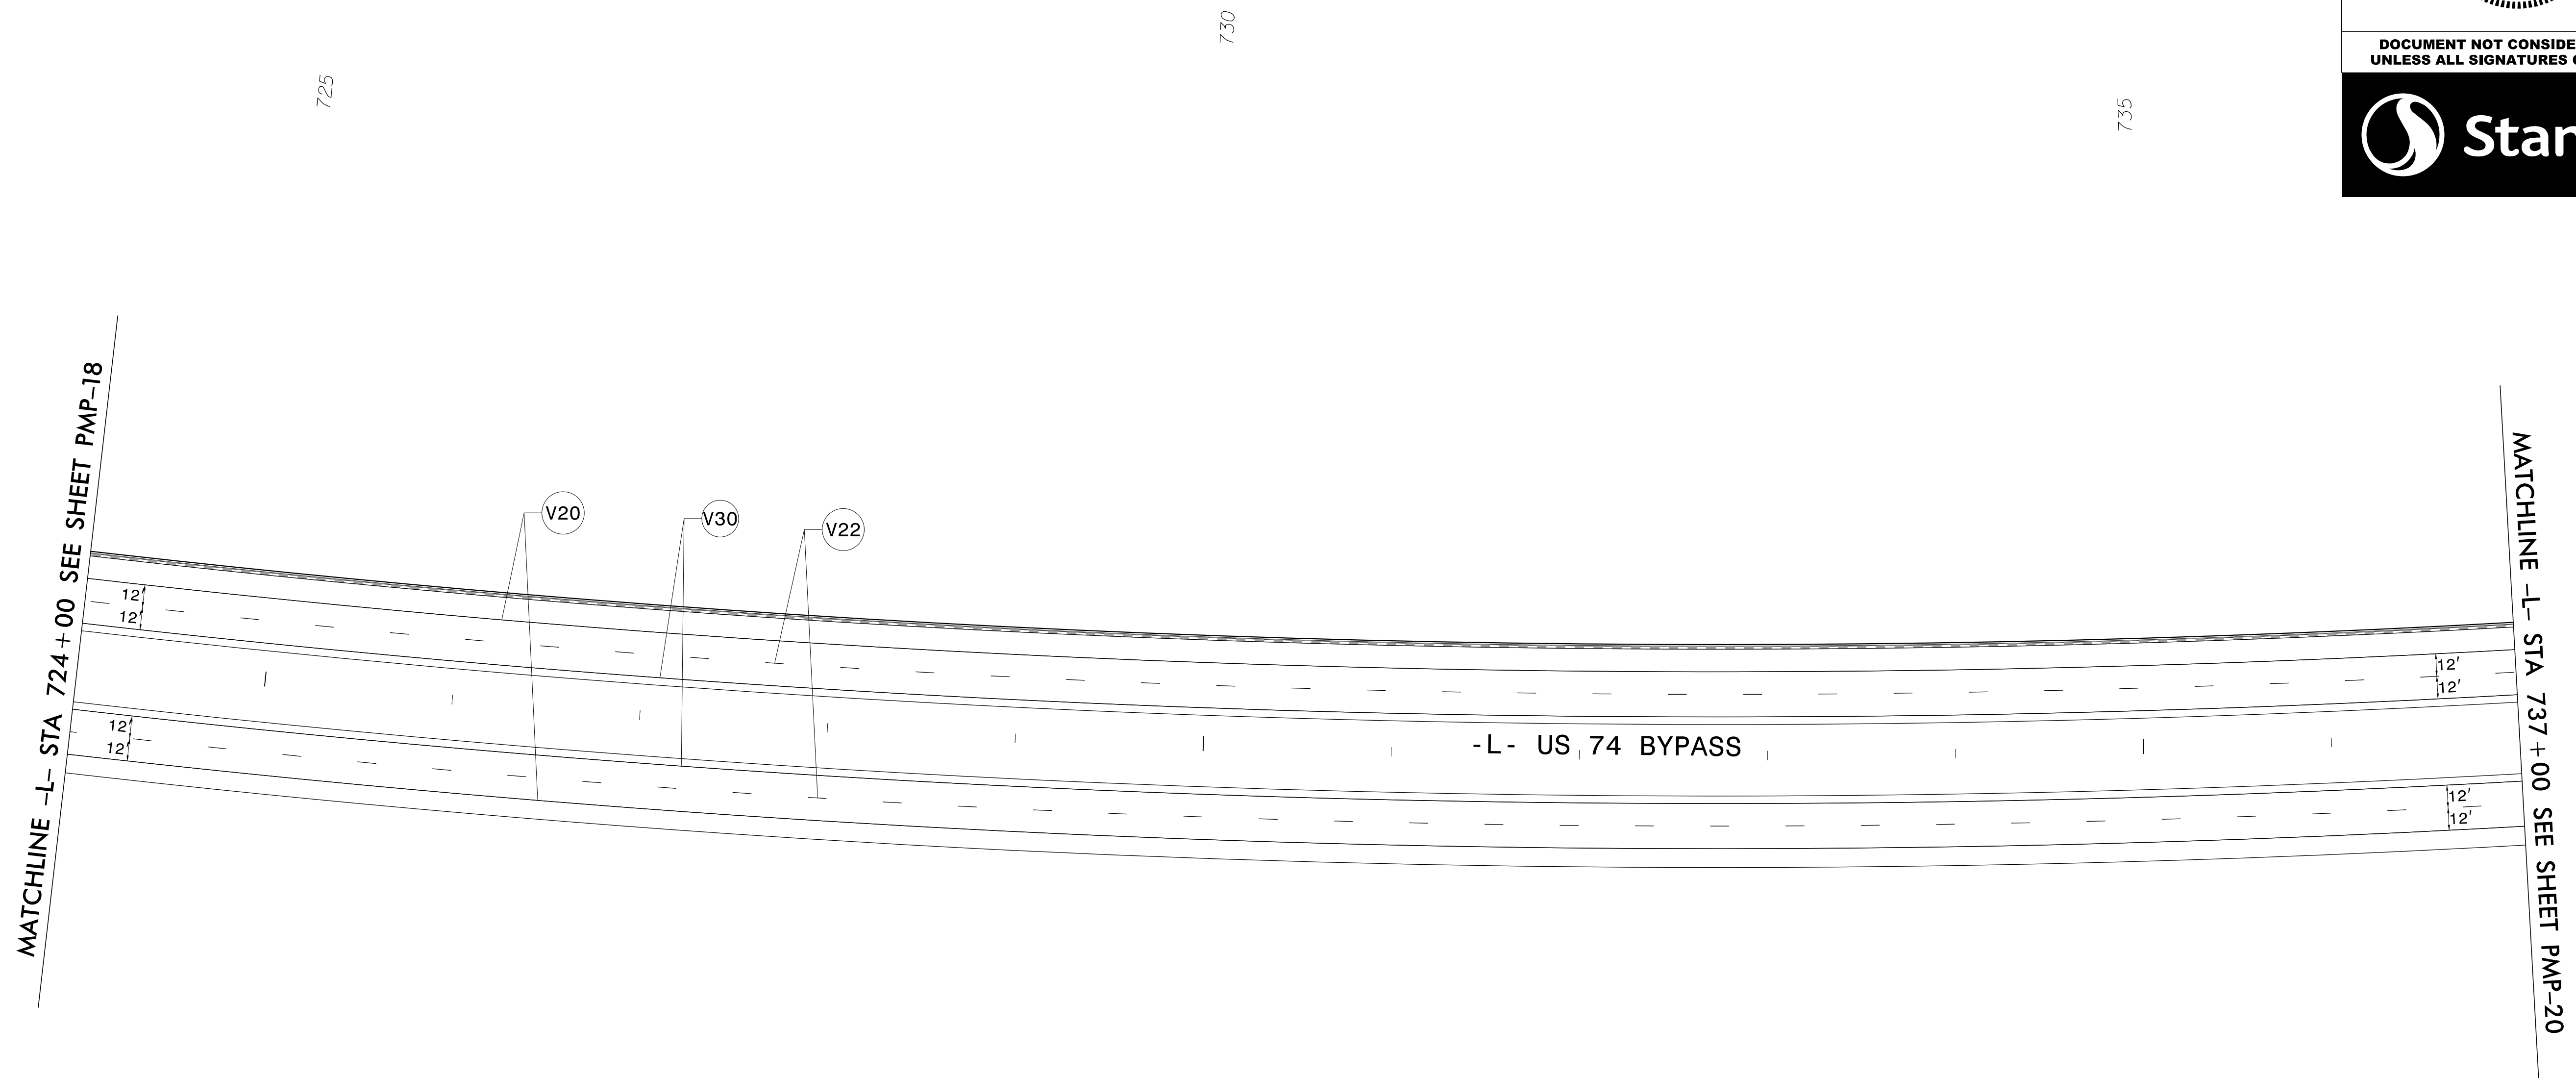 730
725
735
DOCUMENT NOT CONSIDE
UNLESS ALL SIGNATURES
Star
MATCHLINE -L- STA 724+00 SEE SHEET PMP-18
MATCHLINE -L- STA 737+00 SEE SHEET PMP-20
V20
V30
V22
12'
12'
12'
12'
12'
12'
12'
12'
-L- US 74 BYPASS